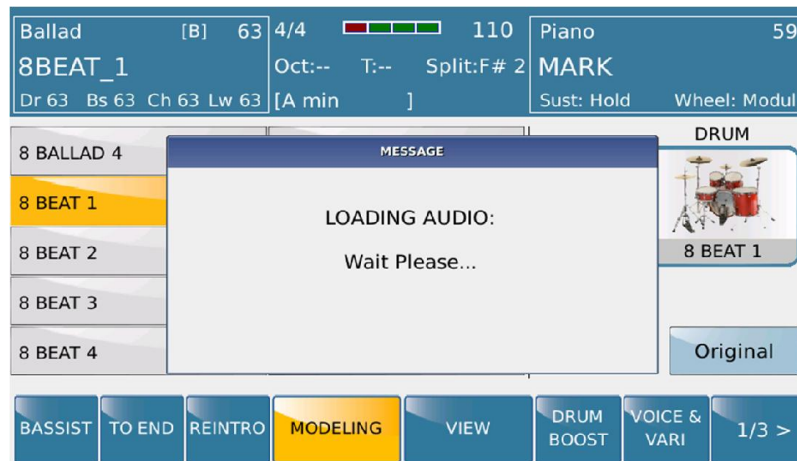 Ballad [B] 63
8BEAT_1
Dr 63 Bs 63 Ch 63 Lw 63
4/4 110
Oct:-- T:-- Split:F# 2
[A min ]
Piano 59
MARK
Sust: Hold Wheel: Modul
8 BALLAD 4
8 BEAT 1
8 BEAT 2
8 BEAT 3
8 BEAT 4
MESSAGE
LOADING AUDIO:
Wait Please...
DRUM
8 BEAT 1
Original
BASSIST
TO END
REINTRO
MODELING
VIEW
DRUM
BOOST
VOICE &
VARI
1/3 >